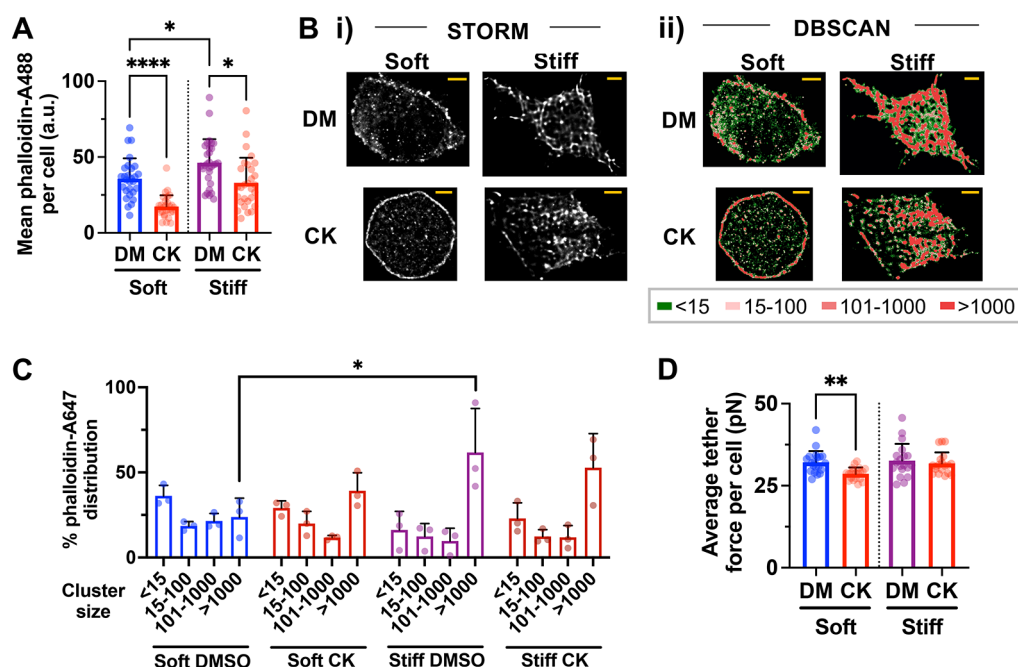 A
Mean phalloidin-A488
per cell (a.u.)
100
50
0
*
****
*
DM CK DM CK
Soft Stiff
B i) STORM
Soft Stiff
DM
CK
ii) DBSCAN
Soft Stiff
<15 15-100 101-1000 >1000
C
% phalloidin-A647
distribution
100
50
0
*
Cluster
size
<15 15-100 101-1000 >1000 <15 15-100 101-1000 >1000 <15 15-100 101-1000 >1000 <15 15-100 101-1000 >1000
Soft DMSO Soft CK Stiff DMSO Stiff CK
D
Average tether
force per cell (pN)
50
25
0
**
DM CK DM CK
Soft Stiff